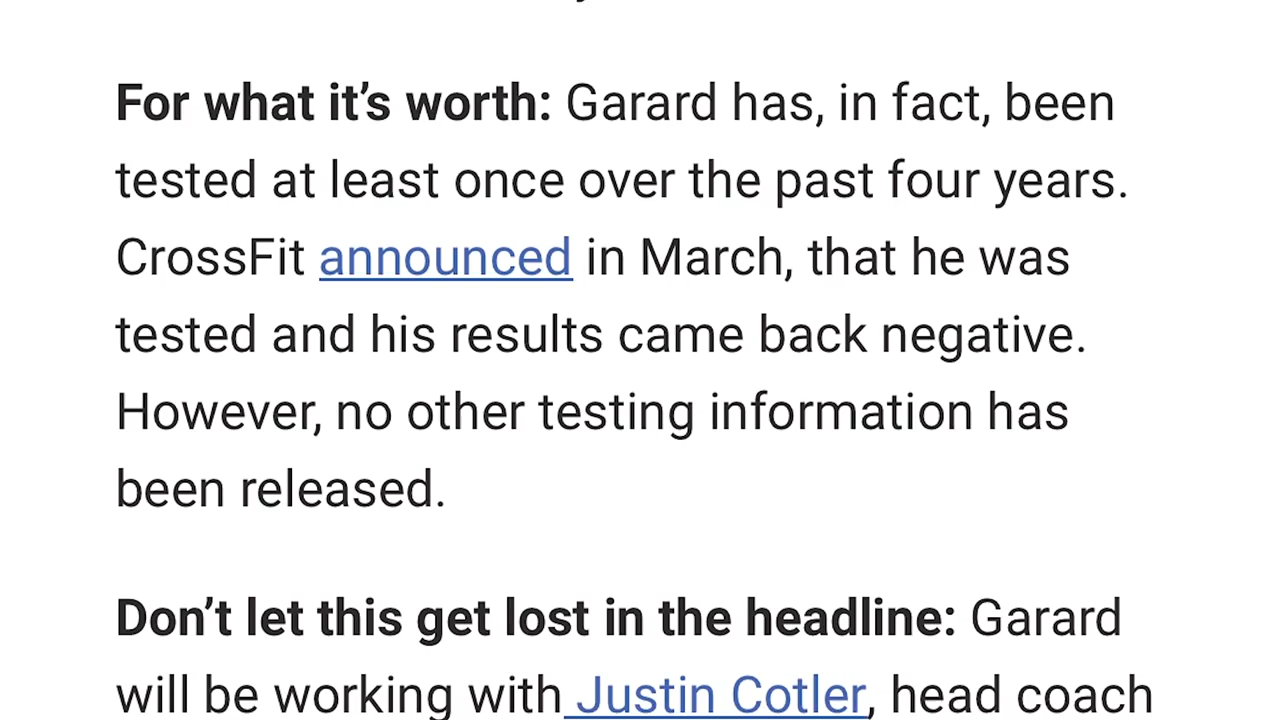 For what it’s worth: Garard has, in fact, been
tested at least once over the past four years.
CrossFit announced in March, that he was
tested and his results came back negative.
However, no other testing information has
been released.
Don’t let this get lost in the headline: Garard
will be working with Justin Cotler, head coach